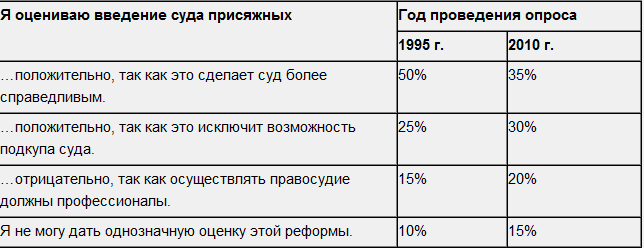 Я оцениваю введение суда присяжных Год проведения опроса
1995 г. 2010 г.
…положительно, так как это сделает суд более 50% 35%
справедливым.
…положительно, так как это исключит возможность 25% 30%
подкупа суда.
…отрицательно, так как осуществлять правосудие 15% 20%
должны профессионалы.
Я не могу дать однозначную оценку этой реформы. 10% 15%